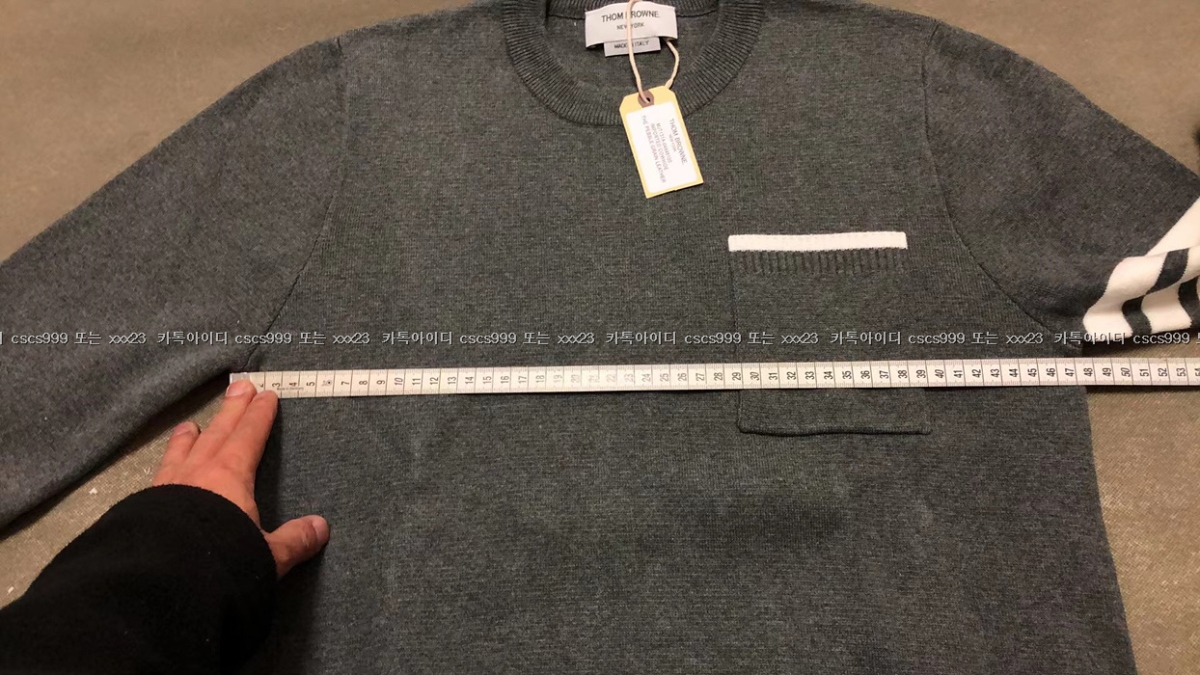 THOM BROWNE.
NEW YORK
MADE IN ITALY
THOM BROWNE.
cscs999 또는 xxx23 카톡아이디 cscs999 또는 xxx23 카톡아이디 cscs999 또는 xxx23 카톡아이디 cscs999 또는 xxx23 카톡아이디 cscs999 또는
3 4 5 7 8 9 10 11 12 13 14 15 16 17 18 19 20 21 22 23 24 25 26 27 28 29 30 31 32 33 34 35 36 37 38 39 40 41 42 43 44 45 46 47 48 49 50 51 52 53